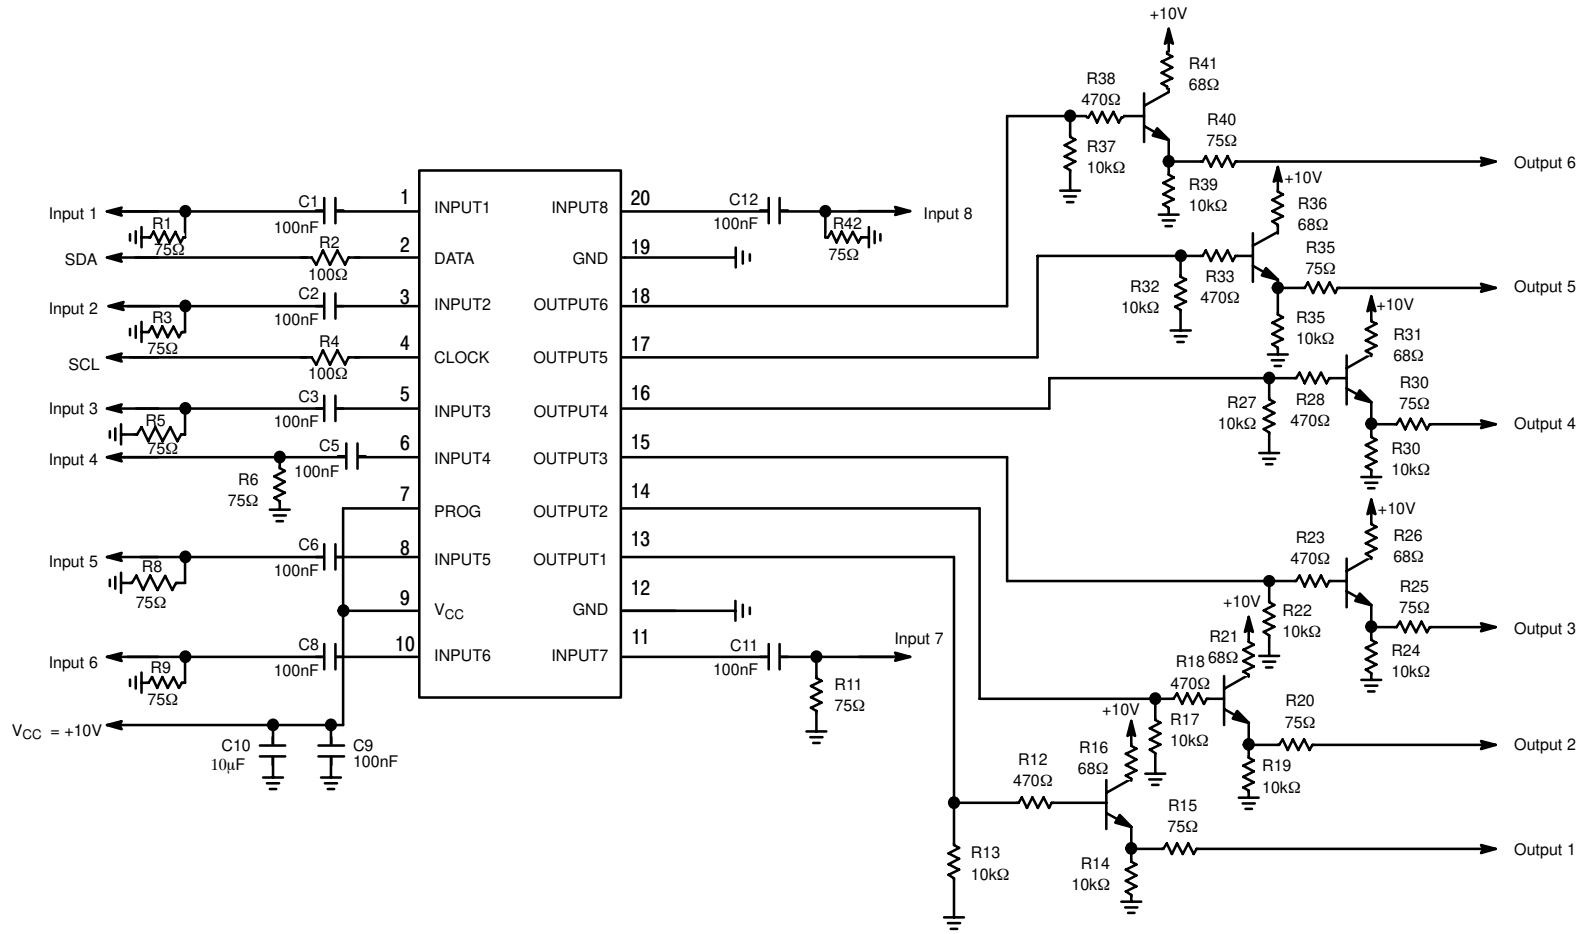 +10V
R41
68Ω
R38
470Ω
R40
75Ω
R37
10kΩ
Output 6
R39
10kΩ
+10V
R36
68Ω
R35
75Ω
R33
470Ω
R32
10kΩ
Output 5
R35
10kΩ
+10V
R31
68Ω
R30
75Ω
R28
470Ω
R27
10kΩ
Output 4
R30
10kΩ
+10V
R26
68Ω
R23
470Ω
R25
75Ω
R22
10kΩ
Output 3
R24
10kΩ
+10V
R21
68Ω
R18
470Ω
R20
75Ω
R17
10kΩ
Output 2
R19
10kΩ
+10V
R16
68Ω
R12
470Ω
R15
75Ω
R13
10kΩ
R14
10kΩ
Output 1
Input 1
R1
75Ω
C1
100nF
1
INPUT1
SDA
R2
100Ω
2
DATA
Input 2
R3
75Ω
C2
100nF
3
INPUT2
SCL
R4
100Ω
4
CLOCK
Input 3
R5
75Ω
C3
100nF
5
INPUT3
Input 4
R6
75Ω
C5
100nF
6
INPUT4
7
PROG
Input 5
R8
75Ω
C6
100nF
8
INPUT5
9
VCC
Input 6
R9
75Ω
C8
100nF
10
INPUT6
VCC = +10V
C10
10μF
C9
100nF
INPUT8
20
C12
100nF
R42
75Ω
Input 8
GND
19
OUTPUT6
18
OUTPUT5
17
OUTPUT4
16
OUTPUT3
15
OUTPUT2
14
OUTPUT1
13
GND
12
INPUT7
11
C11
100nF
R11
75Ω
Input 7